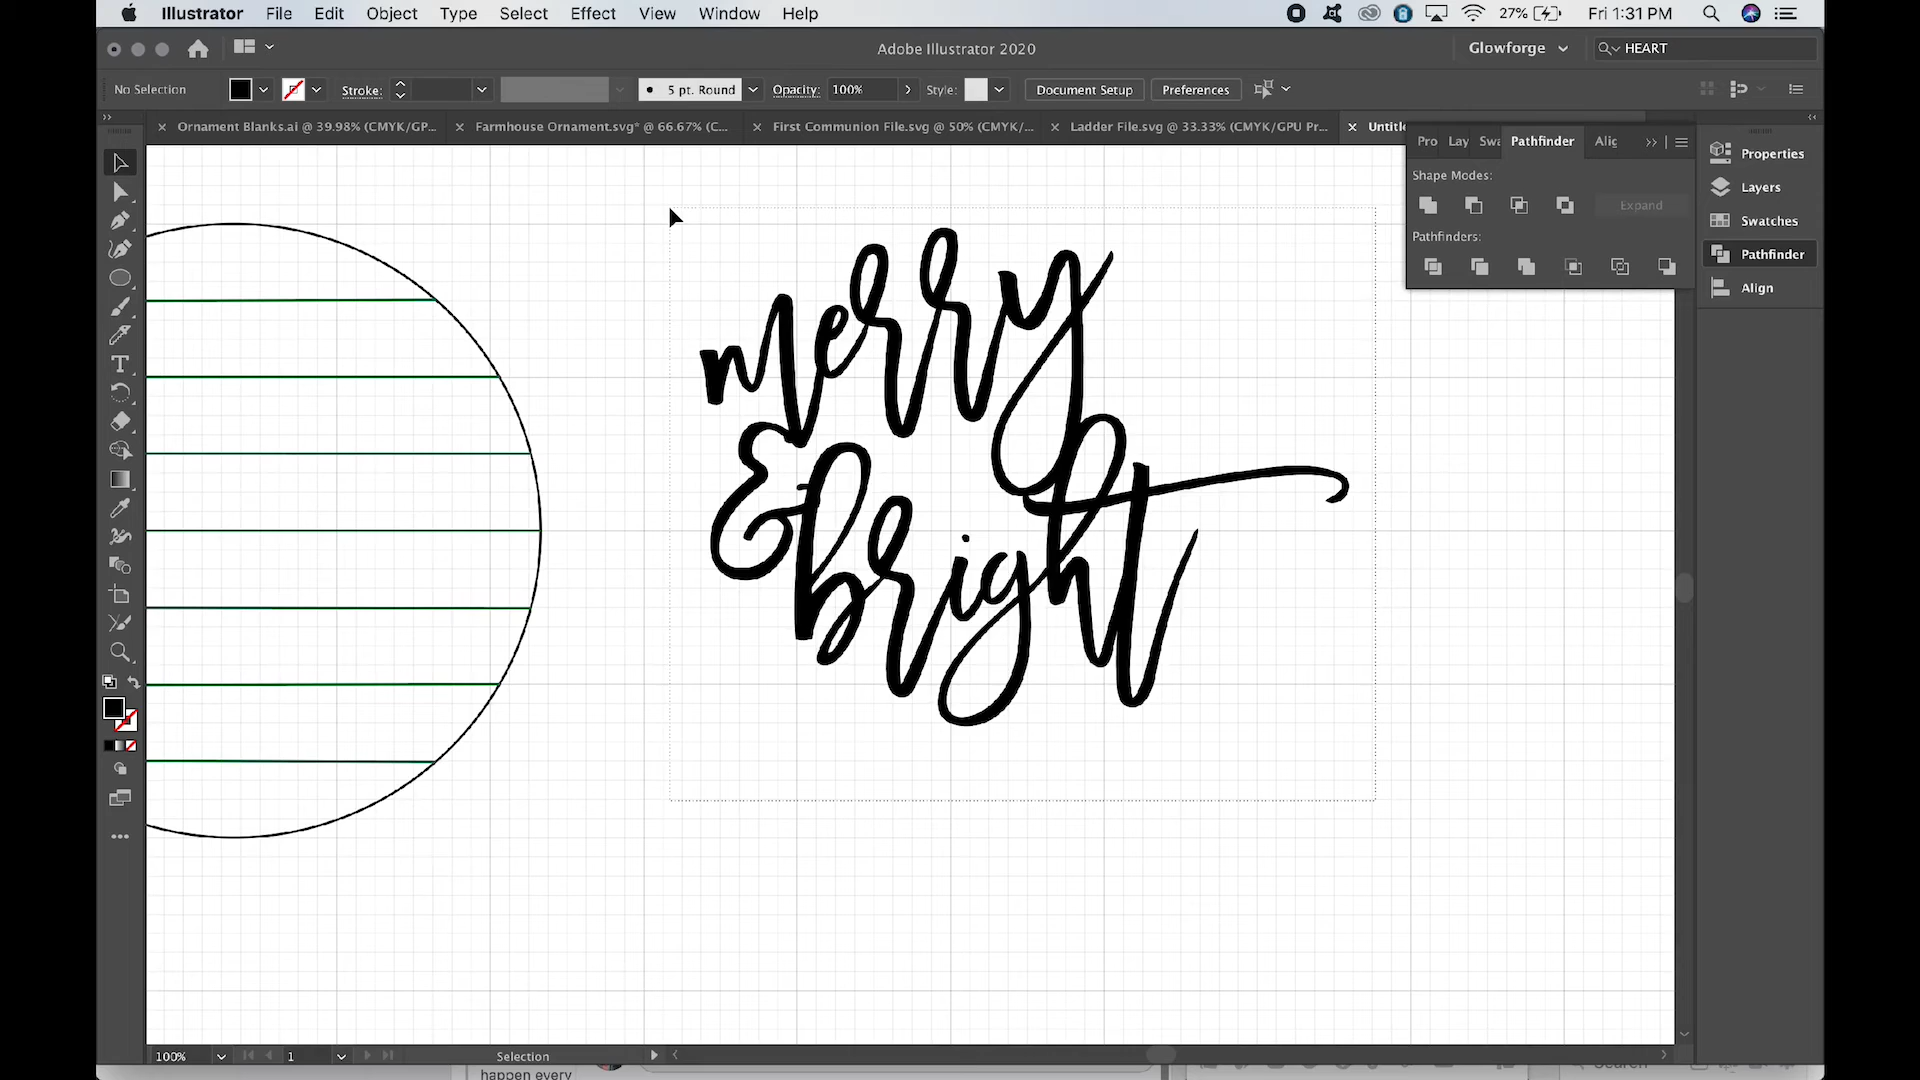 Illustrator File Edit Object Type Select Effect View Window Help 27% Fri 1:31 PM
Adobe Illustrator 2020 Glowforge HEART
No Selection Stroke: 5 pt. Round Opacity: 100% Style: Document Setup Preferences
Ornament Blanks.ai @ 39.98% (CMYK/GP... Farmhouse Ornament.svg* @ 66.67% (C... First Communion File.svg @ 50% (CMYK/... Ladder File.svg @ 33.33% (CMYK/GPU Pr... Untitle
Pro Lay Swa Pathfinder Alig
Shape Modes:
Expand
Pathfinders:
Properties
Layers
Swatches
Pathfinder
Align
merry
&
bright
100% 1 Selection
happen every
Search